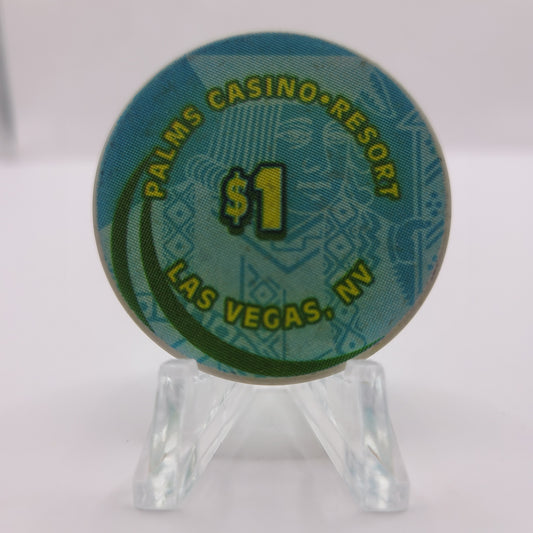 PALMS CASINO•RESORT
$1
LAS VEGAS, NV